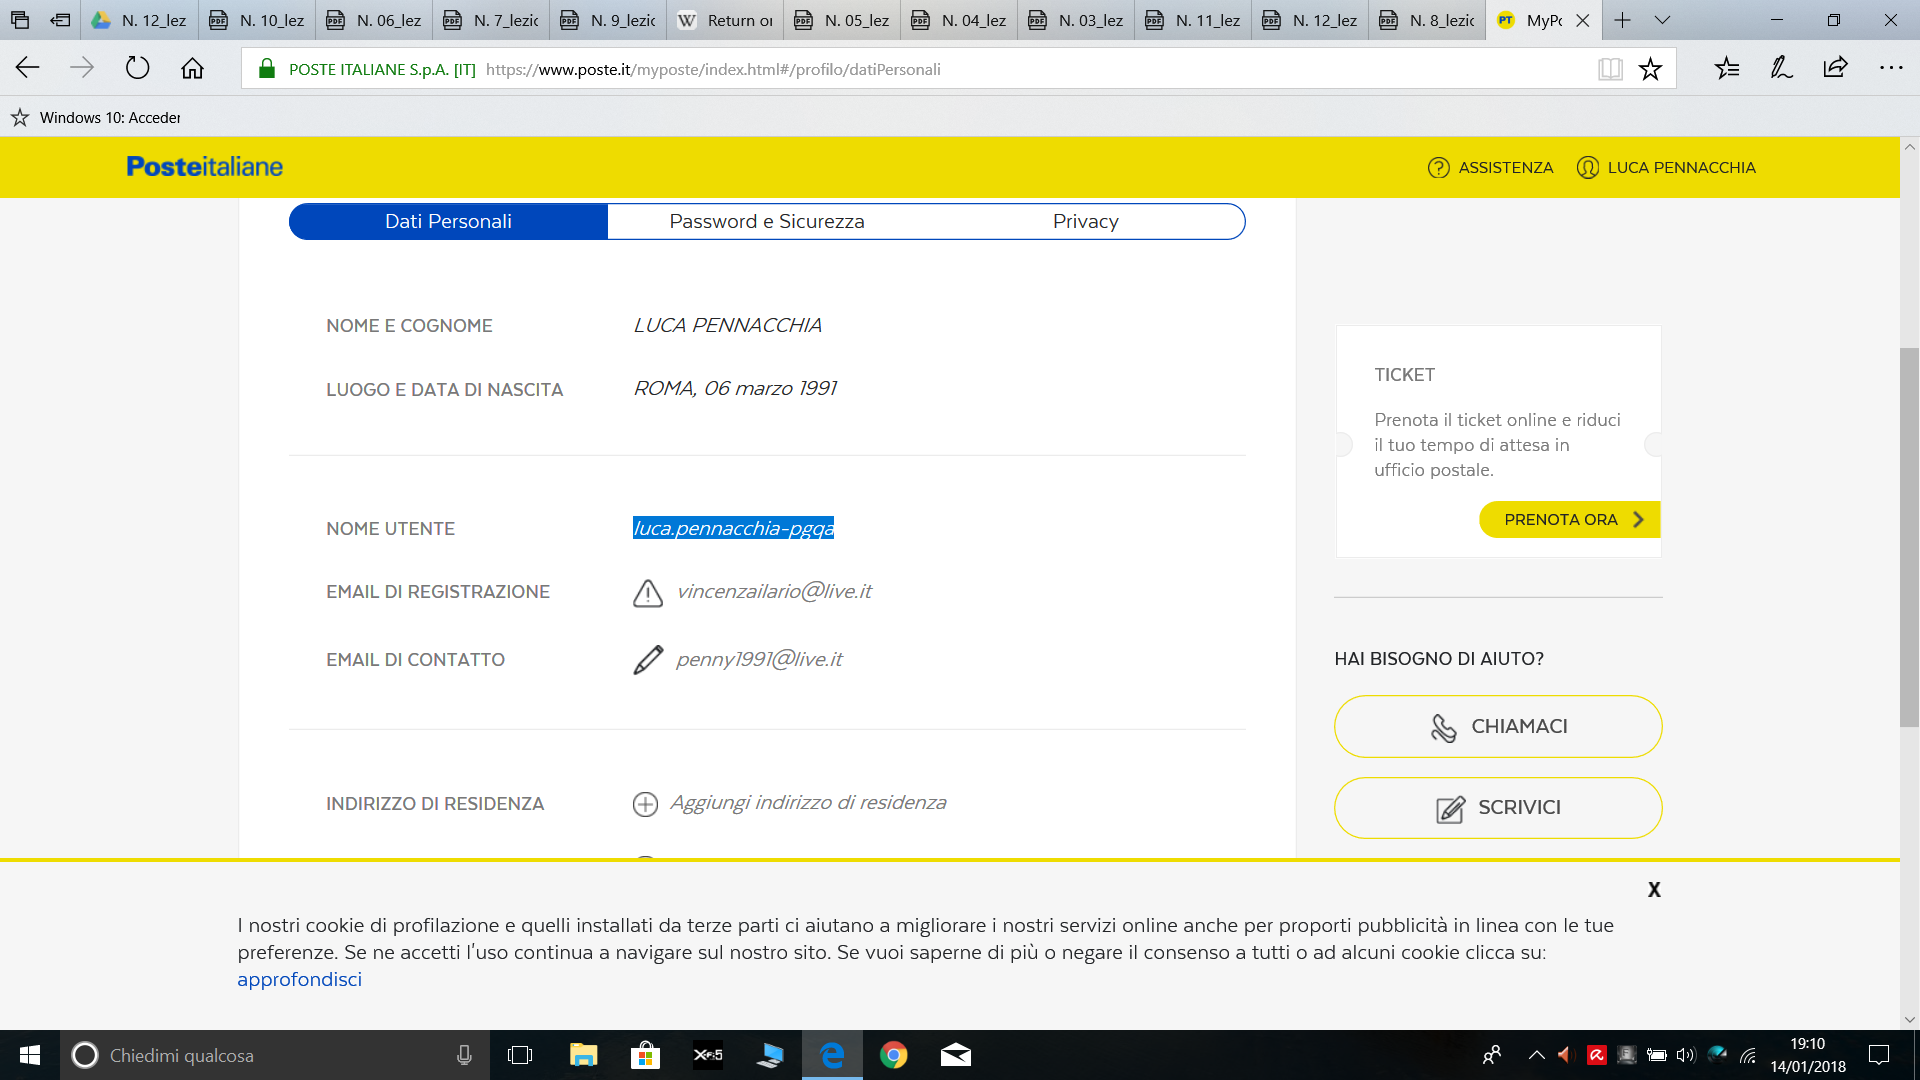 N. 12_lez
N. 10_lez
N. 06_lez
N. 7_lezic
N. 9_lezic
Return or
N. 05_lez
N. 04_lez
N. 03_lez
N. 11_lez
N. 12_lez
N. 8_lezic
MyPo
POSTE ITALIANE S.p.A. [IT] https://www.poste.it/myposte/index.html#/profilo/datiPersonali
Windows 10: Acceder
Posteitaliane
ASSISTENZA
LUCA PENNACCHIA
Dati Personali
Password e Sicurezza
Privacy
NOME E COGNOME
LUCA PENNACCHIA
LUOGO E DATA DI NASCITA
ROMA, 06 marzo 1991
NOME UTENTE
luca.pennacchia-pgqa
EMAIL DI REGISTRAZIONE
vincenzailario@live.it
EMAIL DI CONTATTO
penny1991@live.it
INDIRIZZO DI RESIDENZA
Aggiungi indirizzo di residenza
TICKET
Prenota il ticket online e riduci
il tuo tempo di attesa in
ufficio postale.
PRENOTA ORA
HAI BISOGNO DI AIUTO?
CHIAMACI
SCRIVICI
X
I nostri cookie di profilazione e quelli installati da terze parti ci aiutano a migliorare i nostri servizi online anche per proporti pubblicità in linea con le tue
preferenze. Se ne accetti l'uso continua a navigare sul nostro sito. Se vuoi saperne di più o negare il consenso a tutti o ad alcuni cookie clicca su:
approfondisci
Chiedimi qualcosa
19:10
14/01/2018